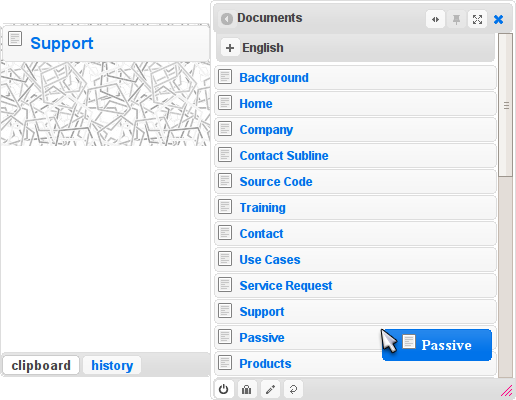 Support
clipboard
history
Documents
English
Background
Home
Company
Contact Subline
Source Code
Training
Contact
Use Cases
Service Request
Support
Passive
Passive
Products